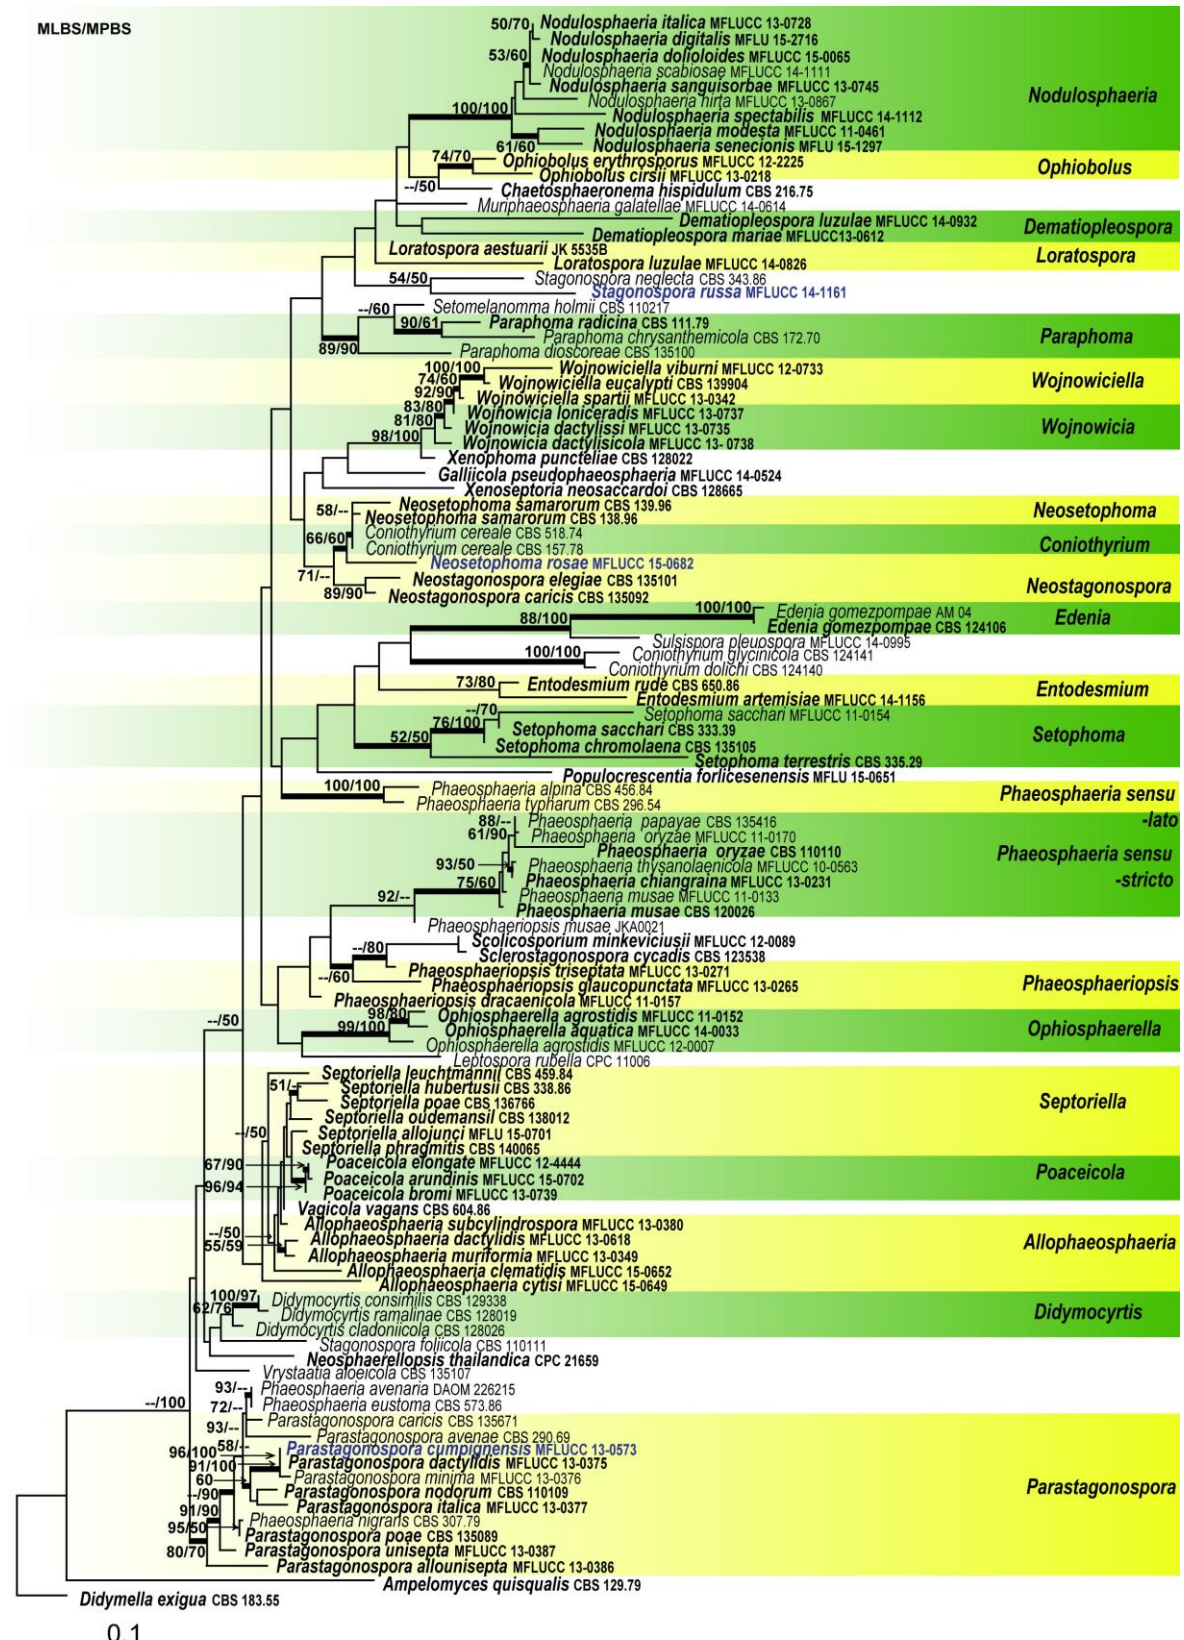 MLBS/MPBS
50/70
Nodulosphaeria italica MFLUCC 13-0728
Nodulosphaeria digitalis MFLU 15-2716
53/60
Nodulosphaeria dolioloides MFLUCC 15-0065
Nodulosphaeria scabiosae MFLUCC 14-1111
Nodulosphaeria sanguisorbae MFLUCC 13-0745
Nodulosphaeria
Nodulosphaeria hirta MFLUCC 13-0867
100/100
Nodulosphaeria spectabilis MFLUCC 14-1112
Nodulosphaeria modesta MFLUCC 11-0461
61/60
Nodulosphaeria senecionis MFLU 15-1297
74/70
Ophiobolus erythrosporus MFLUCC 12-2225
Ophiobolus
Ophiobolus cirsii MFLUCC 13-0218
--/50
Chaetosphaeronema hispidulum CBS 216.75
Muriphaeosphaeria galatellae MFLUCC 14-0614
Dematiopleospora luzulae MFLUCC 14-0932
Dematiopleospora
Dematiopleospora mariae MFLUCC13-0612
Loratospora aestuarii JK 5535B
Loratospora
Loratospora luzulae MFLUCC 14-0826
54/50
Stagonospora neglecta CBS 343.86
Stagonospora russa MFLUCC 14-1161
--/60
Setomelanomma holmii CBS 110217
90/61
Paraphoma radicina CBS 111.79
Paraphoma chrysanthemicola CBS 172.70
Paraphoma
89/90
Paraphoma dioscoreae CBS 135100
100/100
Wojnowiciella viburni MFLUCC 12-0733
74/60
Wojnowiciella eucalypti CBS 139904
Wojnowiciella
92/90
Wojnowiciella spartii MFLUCC 13-0342
83/80
Wojnowicia loniceradis MFLUCC 13-0737
81/80
Wojnowicia dactylissi MFLUCC 13-0735
Wojnowicia
98/100
Wojnowicia dactylisicola MFLUCC 13- 0738
Xenophoma puncteliae CBS 128022
Galliicola pseudophaeosphaeria MFLUCC 14-0524
Xenoseptoria neosaccardoi CBS 128665
58/--
Neosetophoma samarorum CBS 139.96
Neosetophoma
Neosetophoma samarorum CBS 138.96
66/60
Coniothyrium cereale CBS 518.74
Coniothyrium
Coniothyrium cereale CBS 157.78
Neosetophoma rosae MFLUCC 15-0682
71/--
Neostagonospora elegiae CBS 135101
Neostagonospora
89/90
Neostagonospora caricis CBS 135092
100/100
Edenia gomezpompae AM 04
88/100
Edenia
Edenia gomezpompae CBS 124106
Sulsispora pleuospora MFLUCC 14-0995
100/100
Coniothyrium glycinicola CBS 124141
Coniothyrium dolichi CBS 124140
73/80
Entodesmium rude CBS 650.86
Entodesmium
Entodesmium artemisiae MFLUCC 14-1156
--/70
Setophoma sacchari MFLUCC 11-0154
76/100
Setophoma sacchari CBS 333.39
Setophoma
52/50
Setophoma chromolaena CBS 135105
Setophoma terrestris CBS 335.29
Populocrescentia forlicesenensis MFLU 15-0651
100/100
Phaeosphaeria alpina CBS 456.84
Phaeosphaeria sensu
Phaeosphaeria typharum CBS 296.54
-lato
88/--
Phaeosphaeria papayae CBS 135416
61/90
Phaeosphaeria oryzae MFLUCC 11-0170
Phaeosphaeria oryzae CBS 110110
Phaeosphaeria sensu
93/50
Phaeosphaeria thysanolaenicola MFLUCC 10-0563
-stricto
75/60
Phaeosphaeria chiangraina MFLUCC 13-0231
92/--
Phaeosphaeria musae MFLUCC 11-0133
Phaeosphaeria musae CBS 120026
Phaeosphaeriopsis musae JKA0021
--/80
Scolicosporium minkeviciusii MFLUCC 12-0089
Sclerostagonospora cycadis CBS 123538
--/60
Phaeosphaeriopsis triseptata MFLUCC 13-0271
Phaeosphaeriopsis glaucopunctata MFLUCC 13-0265
Phaeosphaeriopsis
Phaeosphaeriopsis dracaenicola MFLUCC 11-0157
98/80
Ophiosphaerella agrostidis MFLUCC 11-0152
--/50
99/100
Ophiosphaerella aquatica MFLUCC 14-0033
Ophiosphaerella
Ophiosphaerella agrostidis MFLUCC 12-0007
Leptospora rubella CPC 11006
Septoriella leuchtmannii CBS 459.84
51/--
Septoriella hubertusii CBS 338.86
Septoriella poae CBS 136766
Septoriella
Septoriella oudemansil CBS 138012
--/50
Septoriella allojunci MFLU 15-0701
Septoriella phragmitis CBS 140065
67/90
Poaceicola elongate MFLUCC 12-4444
Poaceicola
Poaceicola arundinis MFLUCC 15-0702
96/94
Poaceicola bromi MFLUCC 13-0739
Vagicola vagans CBS 604.86
Allophaeosphaeria subcylindrospora MFLUCC 13-0380
--/50
Allophaeosphaeria dactylidis MFLUCC 13-0618
Allophaeosphaeria
55/59
Allophaeosphaeria muriformia MFLUCC 13-0349
Allophaeosphaeria clematidis MFLUCC 15-0652
Allophaeosphaeria cytisi MFLUCC 15-0649
100/97
Didymocyrtis consimilis CBS 129338
62/76
Didymocyrtis ramalinae CBS 128019
Didymocyrtis
Didymocyrtis cladoniicola CBS 128026
Stagonospora foliicola CBS 110111
Neosphaerellopsis thailandica CPC 21659
Vrystaatia aloeicola CBS 135107
93/--
Phaeosphaeria avenaria DAOM 226215
--/100
72/--
Phaeosphaeria eustoma CBS 573.86
Parastagonospora caricis CBS 135671
93/--
Parastagonospora avenae CBS 290.69
58/--
96/100
Parastagonospora cumpignensis MFLUCC 13-0573
91/100
Parastagonospora dactylidis MFLUCC 13-0375
60
Parastagonospora minima MFLUCC 13-0376
Parastagonospora
--/90
Parastagonospora nodorum CBS 110109
91/90
Parastagonospora italica MFLUCC 13-0377
95/50
Phaeosphaeria nigrans CBS 307.79
Parastagonospora poae CBS 135089
80/70
Parastagonospora unisepta MFLUCC 13-0387
Parastagonospora allounisepta MFLUCC 13-0386
Ampelomyces quisqualis CBS 129.79
Didymella exigua CBS 183.55
0.1